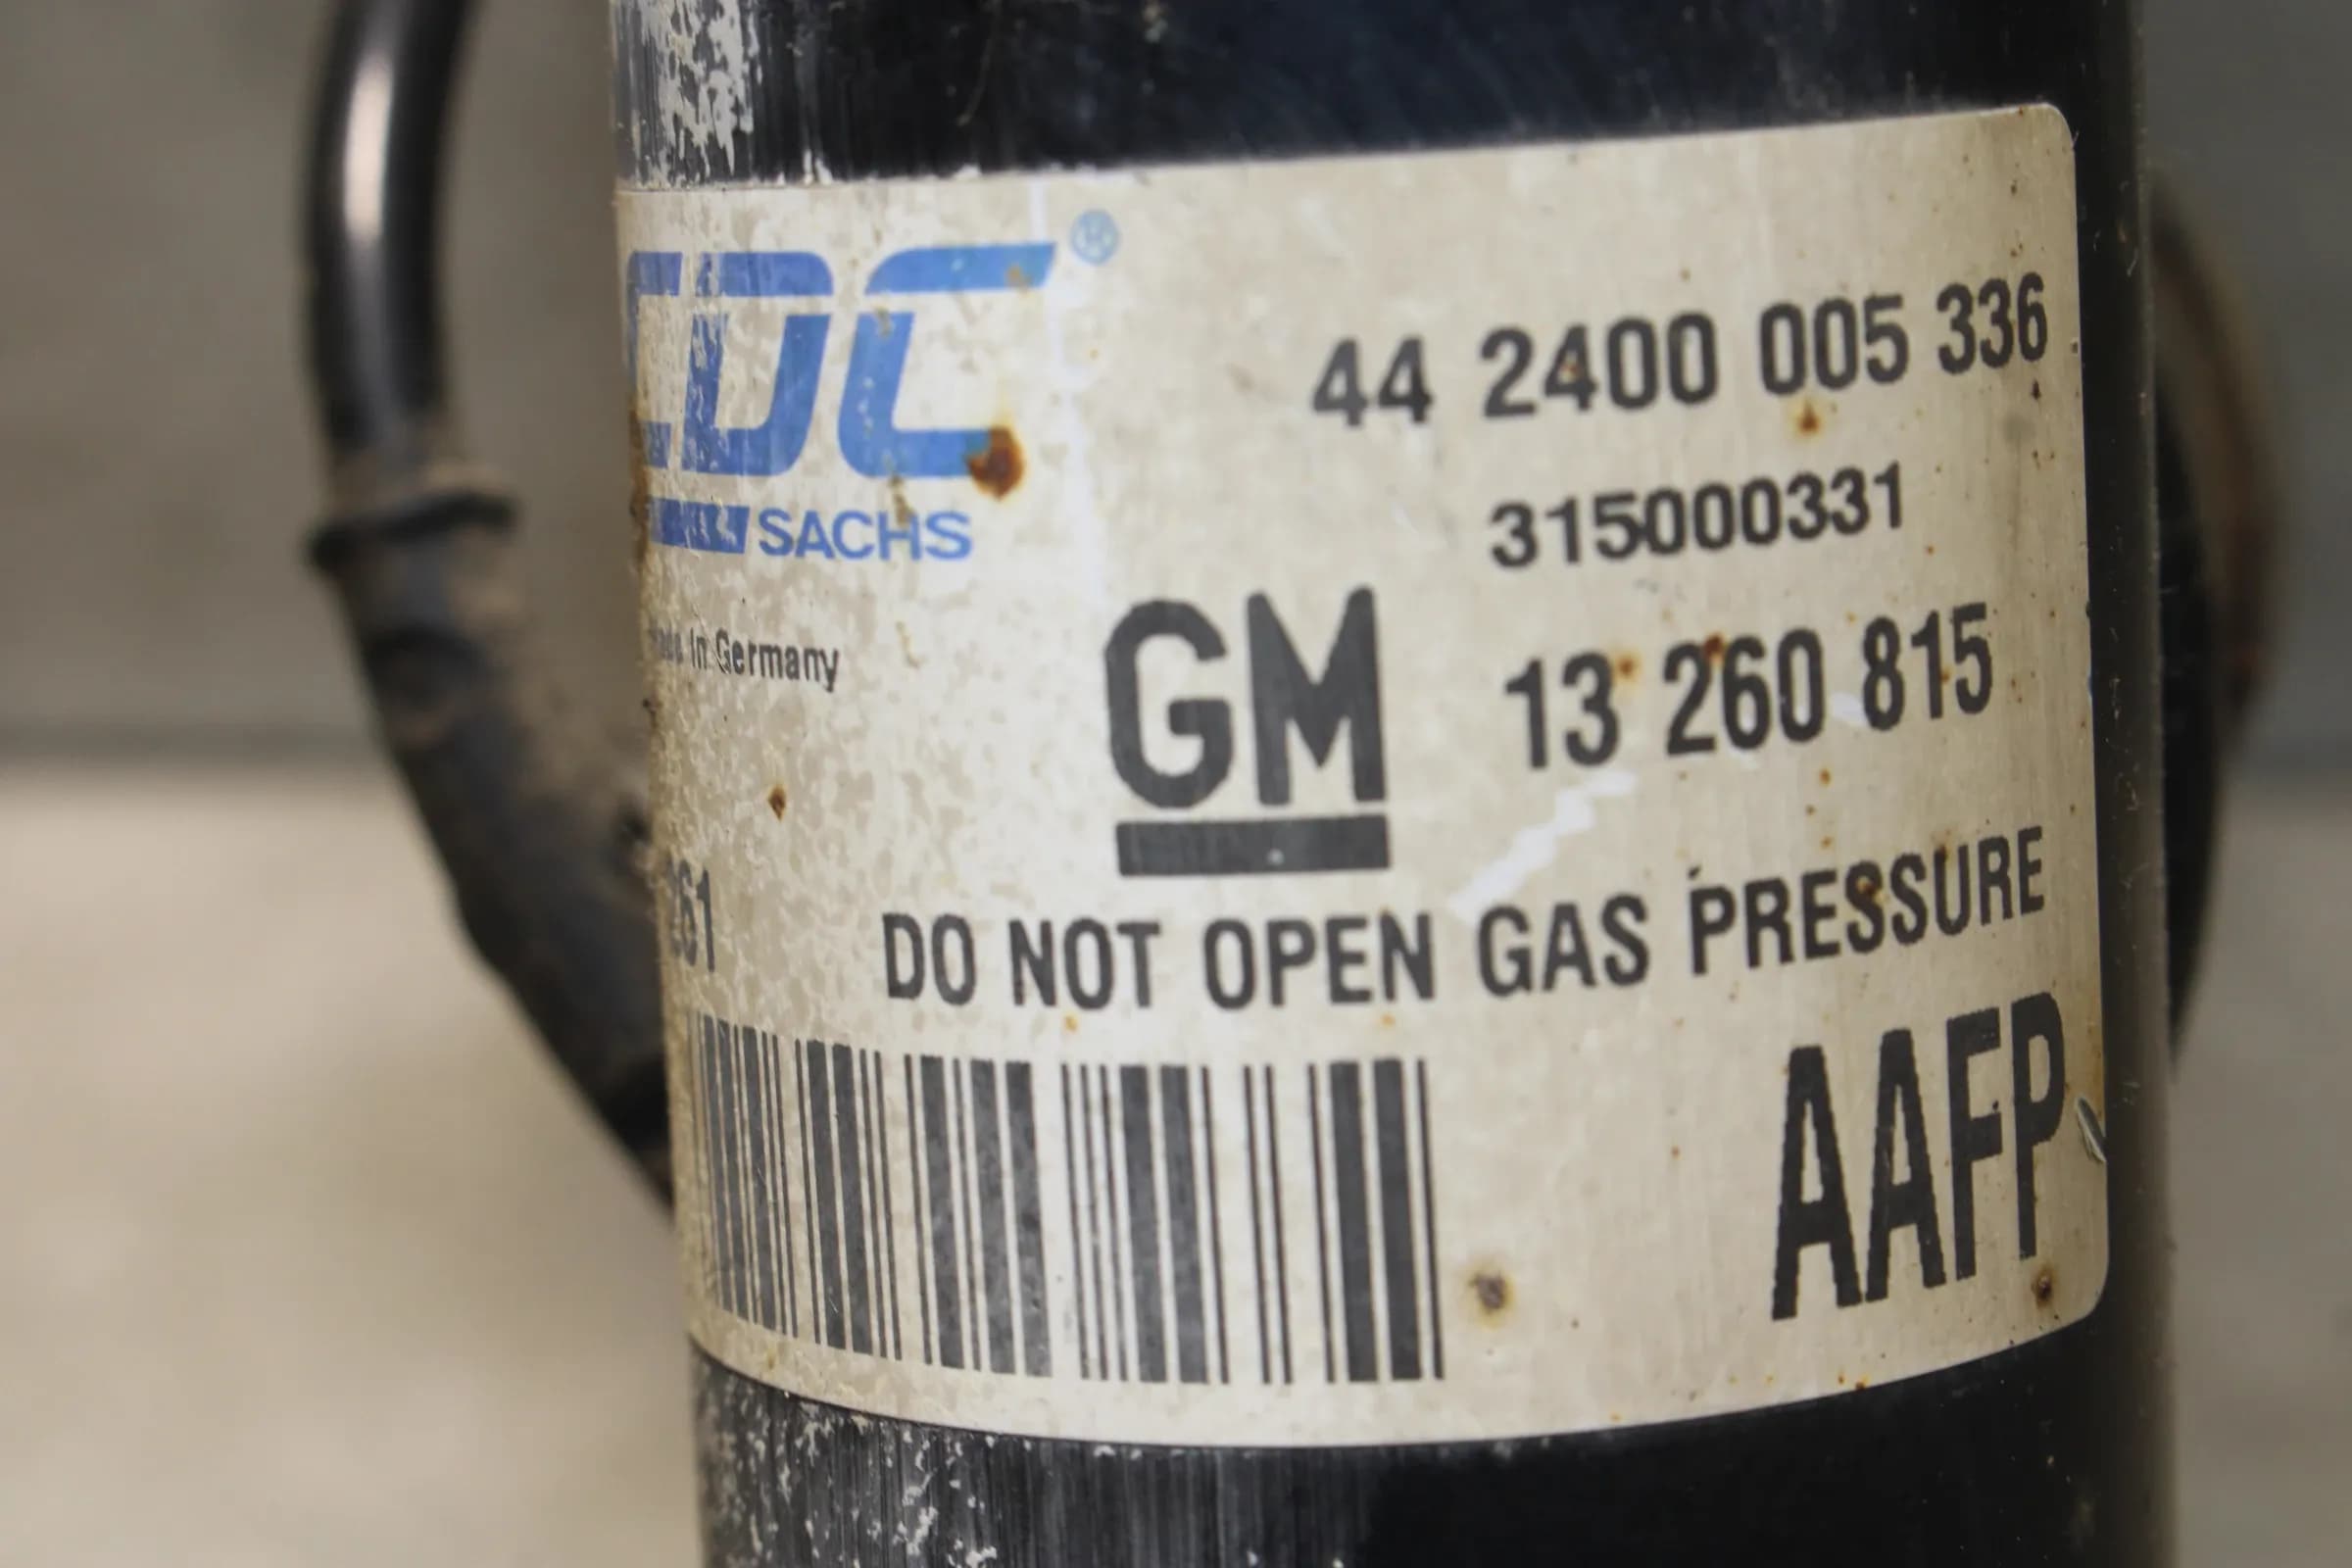 CDC®
44 2400 005 336
SACHS
315000331
in Germany
GM 13 260 815
DO NOT OPEN GAS PRESSURE
AAFP